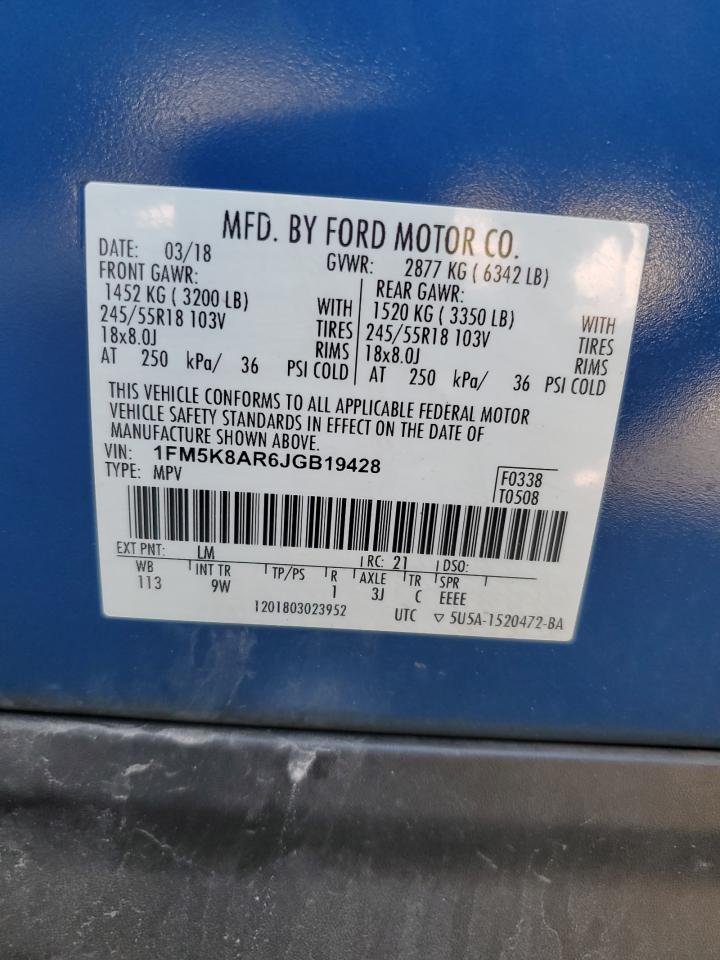 MFD. BY FORD MOTOR CO.
DATE: 03/18 GVWR: 2877 KG ( 6342 LB)
FRONT GAWR: REAR GAWR:
1452 KG ( 3200 LB) WITH 1520 KG ( 3350 LB) WITH
245/55R18 103V TIRES 245/55R18 103V TIRES
18x8.0J RIMS 18x8.0J RIMS
AT 250 kPa/ 36 PSI COLD AT 250 kPa/ 36 PSI COLD
THIS VEHICLE CONFORMS TO ALL APPLICABLE FEDERAL MOTOR
VEHICLE SAFETY STANDARDS IN EFFECT ON THE DATE OF
MANUFACTURE SHOWN ABOVE.
VIN: 1FM5K8AR6JGB19428
TYPE: MPV F0338
T0508
EXT PNT: LM RC: 21 DSO:
WB INT TR TP/PS R AXLE TR SPR
113 9W 1 3J C EEEE
1201803023952 UTC ▽ 5U5A-1520472-BA